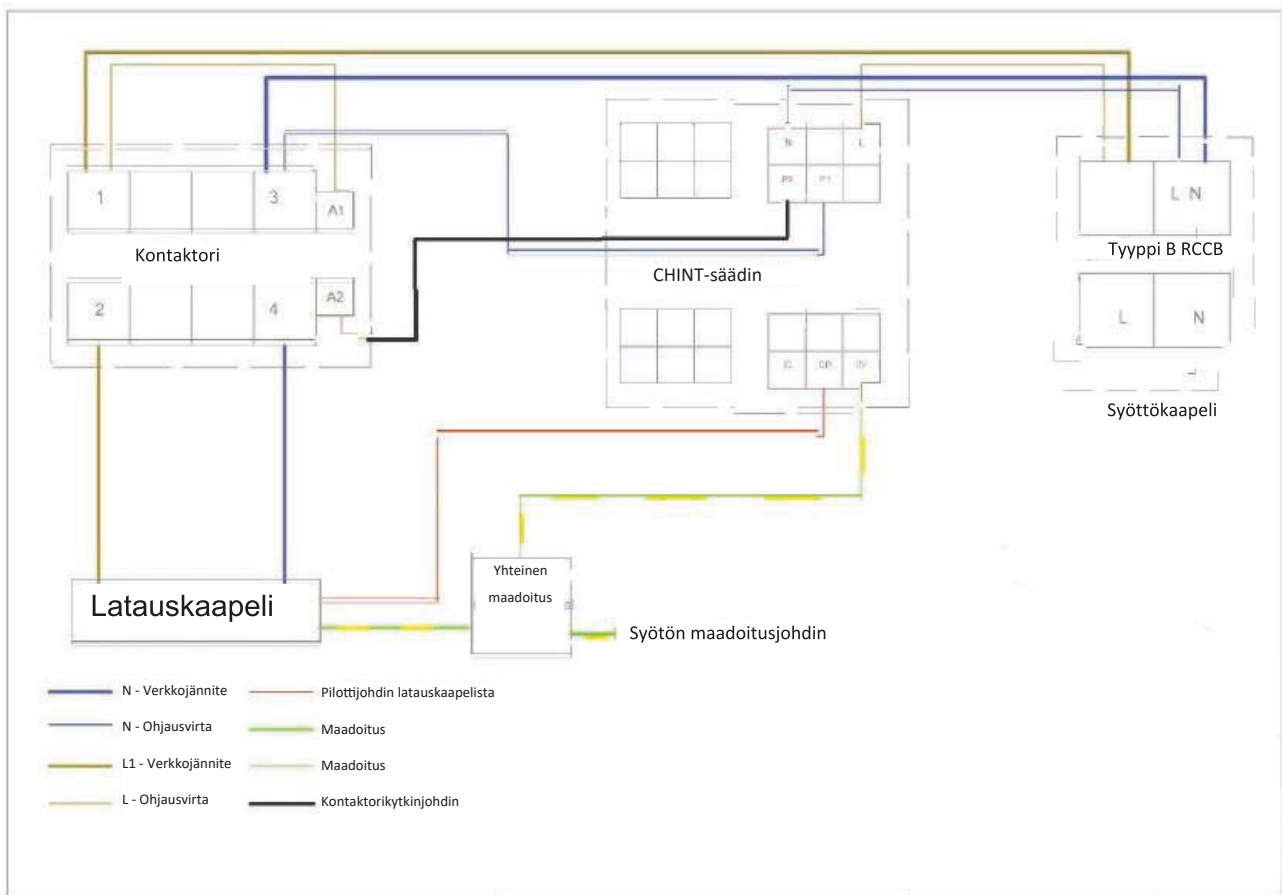 1
3
A1
Kontaktori
2
4
A2
N
L
P1
CHINT-säädin
CP
L N
Tyyppi B RCCB
L
N
Syöttökaapeli
Latauskaapeli
Yhteinen
maadoitus
Syötön maadoitusjohdin
N - Verkkojännite
N - Ohjausvirta
L1 - Verkkojännite
L - Ohjausvirta
Pilottijohdin latauskaapelista
Maadoitus
Maadoitus
Kontaktorikytkinjohdin